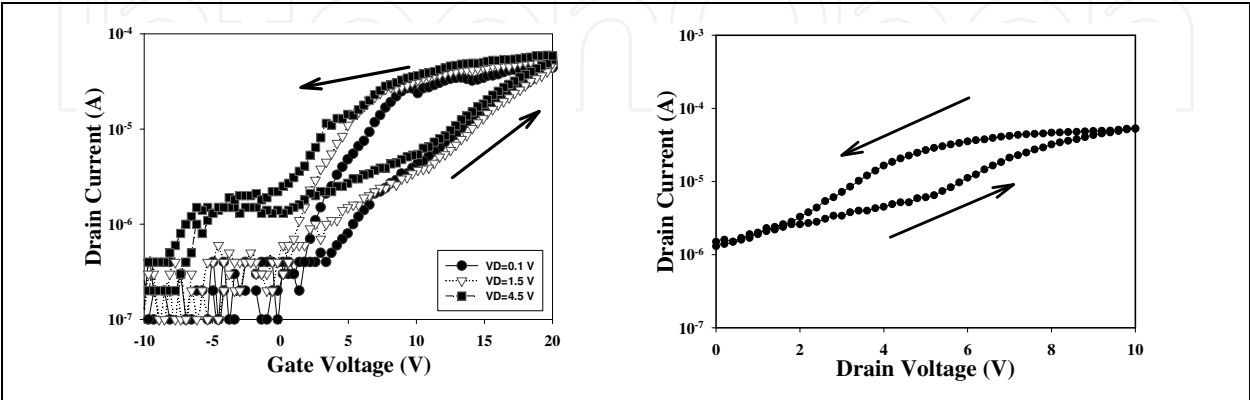 IntechOpen
10-4
10-5
10-6
10-7
Drain Current (A)
-10 -5 0 5 10 15 20
Gate Voltage (V)
VD=0.1 V
VD=1.5 V
VD=4.5 V
10-3
10-4
10-5
10-6
10-7
Drain Current (A)
0 2 4 6 8 10
Drain Voltage (V)